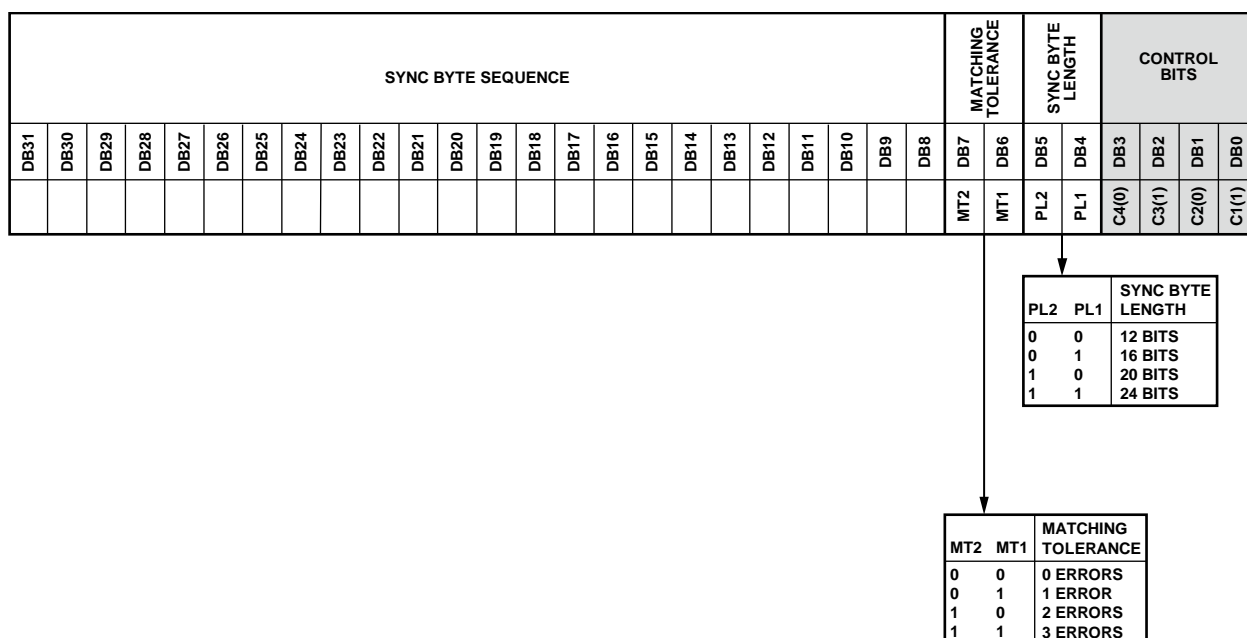 SYNC BYTE SEQUENCE
MATCHING
TOLERANCE
SYNC BYTE
LENGTH
CONTROL
BITS
DB31 DB30 DB29 DB28 DB27 DB26 DB25 DB24 DB23 DB22 DB21 DB20 DB19 DB18 DB17 DB16 DB15 DB14 DB13 DB12 DB11 DB10 DB9 DB8 DB7 DB6 DB5 DB4 DB3 DB2 DB1 DB0
MT2 MT1 PL2 PL1 C4(0) C3(1) C2(0) C1(1)
SYNC BYTE
PL2 PL1 LENGTH
0 0 12 BITS
0 1 16 BITS
1 0 20 BITS
1 1 24 BITS
MATCHING
MT2 MT1 TOLERANCE
0 0 0 ERRORS
0 1 1 ERROR
1 0 2 ERRORS
1 1 3 ERRORS